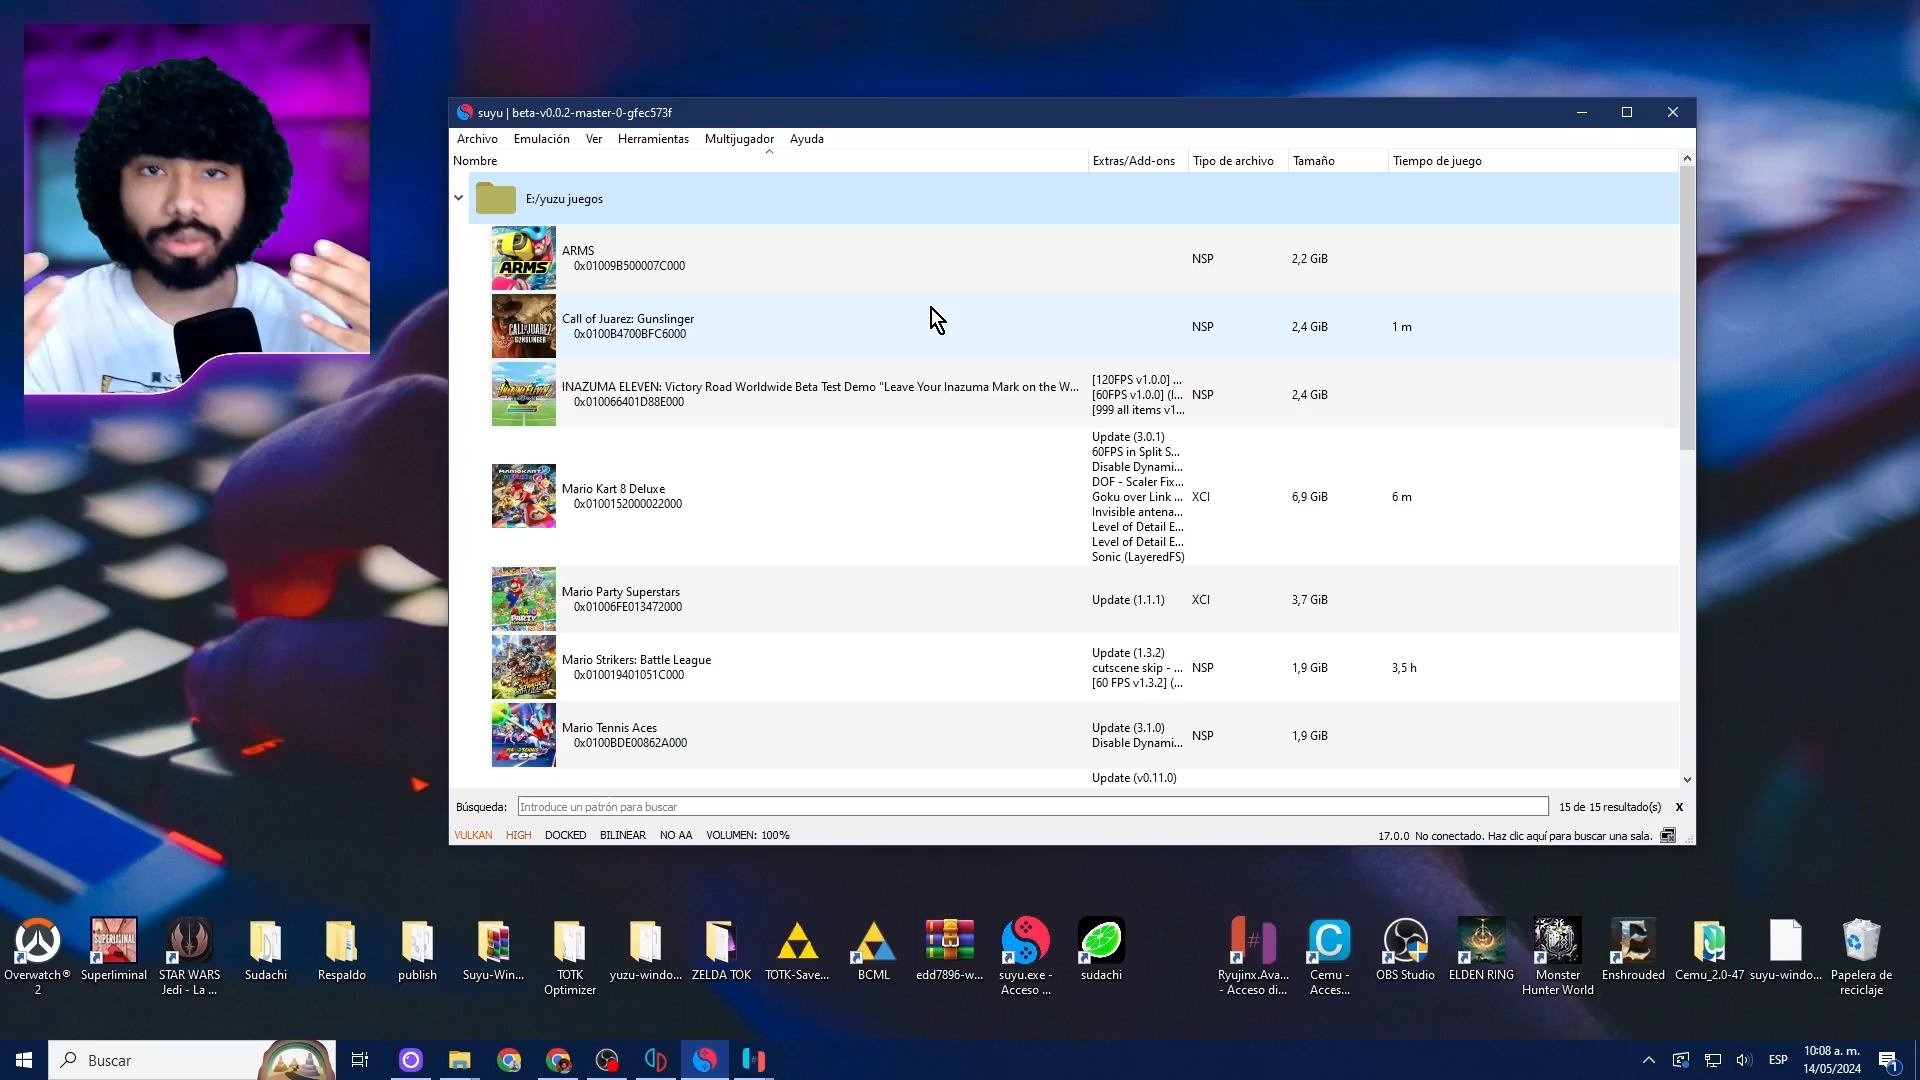 suyu | beta-v0.0.2-master-0-gfec573f
Archivo Emulación Ver Herramientas Multijugador Ayuda
Nombre Extras/Add-ons Tipo de archivo Tamaño Tiempo de juego
E:/yuzu juegos
ARMS
ARMS
0x01009B500007C000
NSP 2,2 GiB
CALL OF JUAREZ
GUNSLINGER
Call of Juarez: Gunslinger
0x0100B4700BFC6000
NSP 2,4 GiB 1 m
INAZUMA ELEVEN: Victory Road Worldwide Beta Test Demo "Leave Your Inazuma Mark on the W...
0x010066401D88E000
[120FPS v1.0.0] ...
[60FPS v1.0.0] (I...
[999 all items v1...
NSP 2,4 GiB
MARIOKART
Mario Kart 8 Deluxe
0x0100152000022000
Update (3.0.1)
60FPS in Split S...
Disable Dynami...
DOF - Scaler Fix...
Goku over Link ...
Invisible antena...
Level of Detail E...
Level of Detail E...
Sonic (LayeredFS)
XCI 6,9 GiB 6 m
MARIO
PARTY
Mario Party Superstars
0x01006FE013472000
Update (1.1.1) XCI 3,7 GiB
Mario Strikers: Battle League
0x010019401051C000
Update (1.3.2)
cutscene skip - ...
[60 FPS v1.3.2] (...
NSP 1,9 GiB 3,5 h
ACES
Mario Tennis Aces
0x0100BDE00862A000
Update (3.1.0)
Disable Dynami...
NSP 1,9 GiB
Update (v0.11.0)
Búsqueda: Introduce un patrón para buscar 15 de 15 resultado(s) X
VULKAN HIGH DOCKED BILINEAR NO AA VOLUMEN: 100% 17.0.0 No conectado. Haz clic aquí para buscar una sala.
SUPERLIMINAL
Overwatch®
2
Superliminal
STAR WARS
Jedi - La ...
Sudachi
Respaldo
publish
Suyu-Win...
TOTK
Optimizer
yuzu-windo...
ZELDA TOK
TOTK-Save...
BCML
edd7896-w...
suyu.exe -
Acceso ...
sudachi
Ryujinx.Ava...
- Acceso di...
Cemu -
Acces...
OBS Studio
ELDEN RING
Monster
Hunter World
Enshrouded
Cemu_2.0-47
suyu-windo...
Papelera de
reciclaje
Buscar
ESP
10:08 a. m.
14/05/2024
1